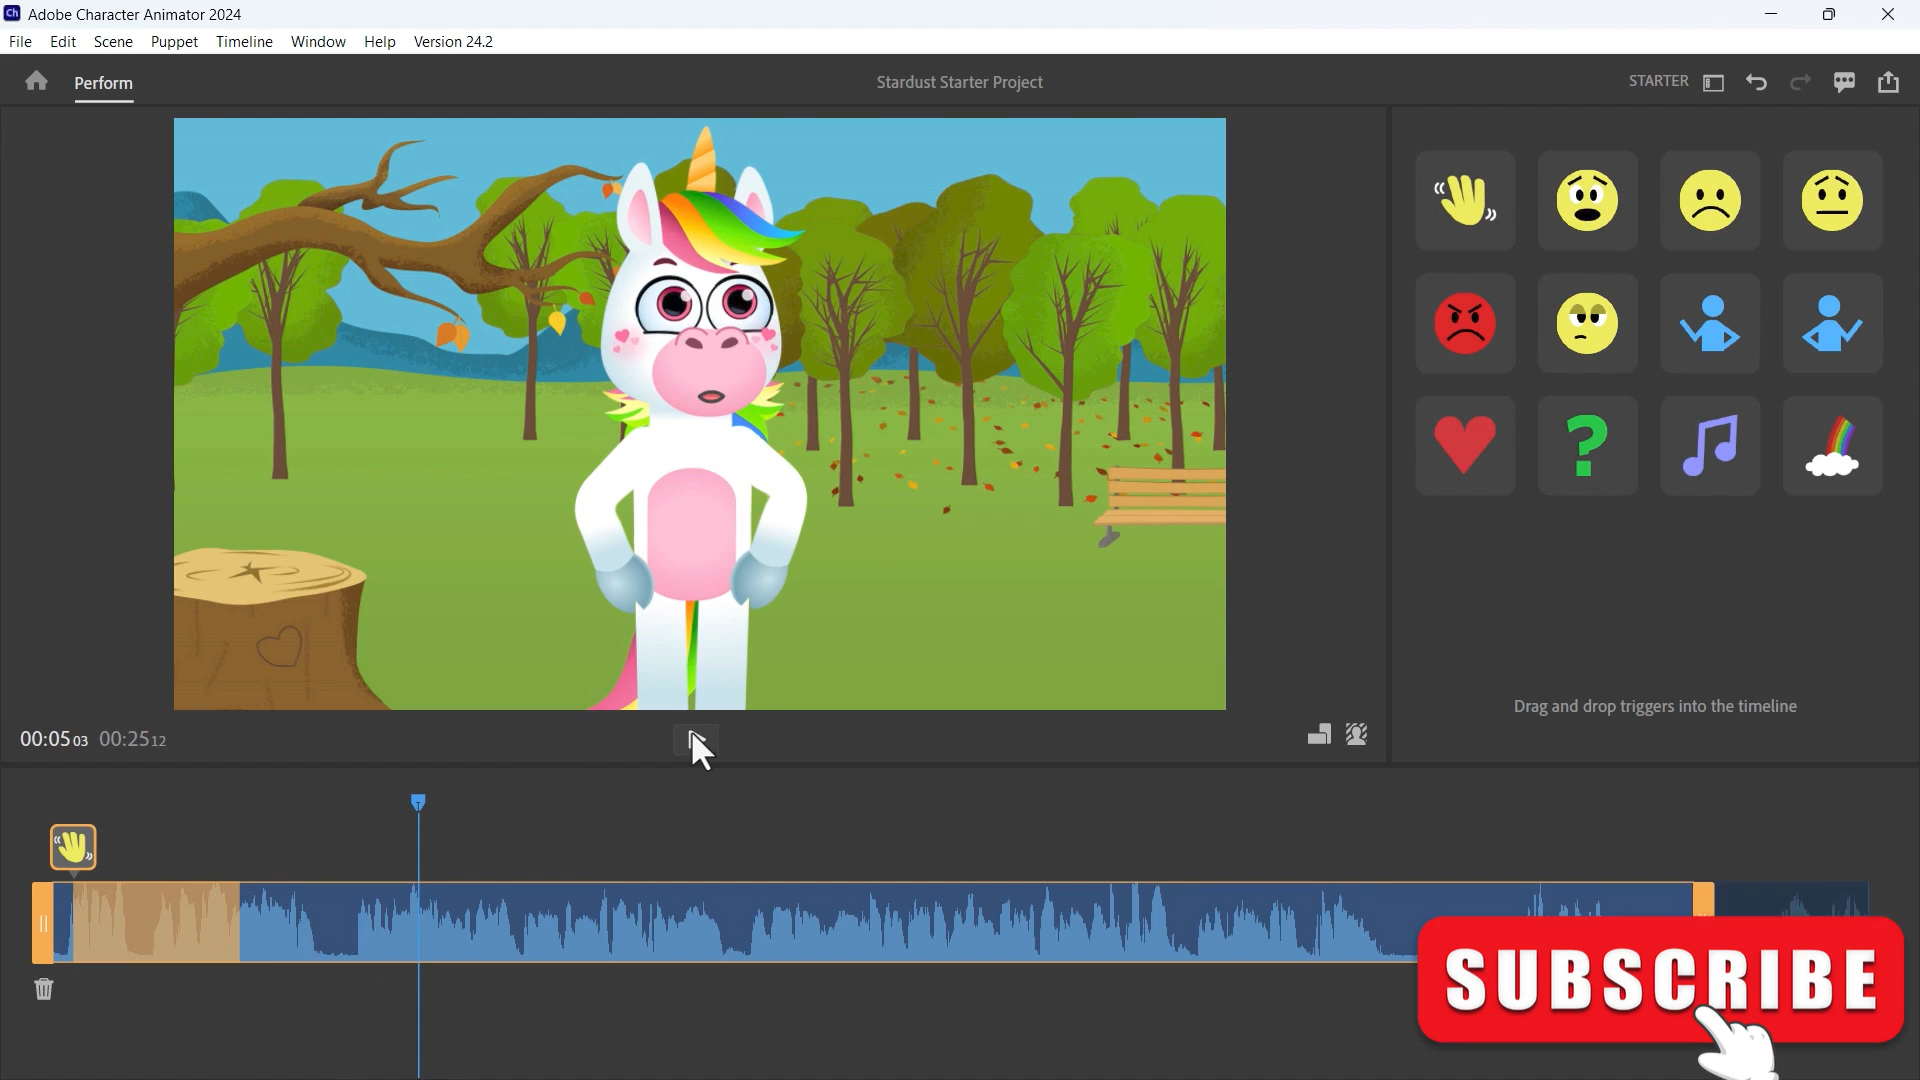 Ch Adobe Character Animator 2024
File Edit Scene Puppet Timeline Window Help Version 24.2
Perform Stardust Starter Project STARTER
Drag and drop triggers into the timeline
00:05 03 00:25 12
SUBSCRIBE